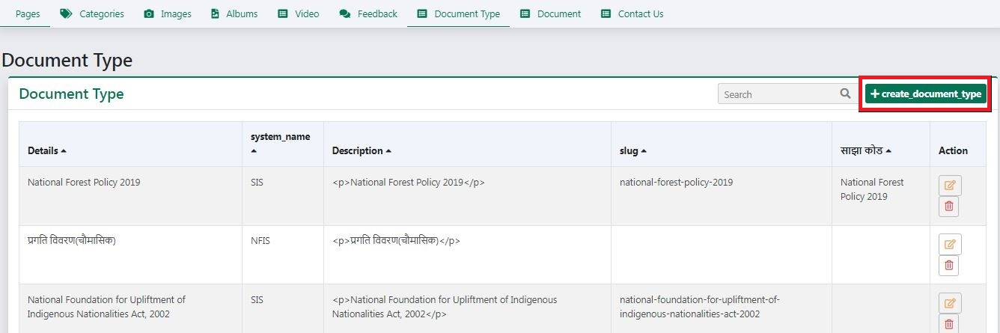 Pages Categories Images Albums Video Feedback Document Type Document Contact Us
Document Type
Document Type
Search
create_document_type
Details system_name Description slug साझा कोड Action
National Forest Policy 2019 SIS <p>National Forest Policy 2019</p> national-forest-policy-2019 National Forest
Policy 2019
प्रगति विवरण(चौमासिक) NFIS <p>प्रगति विवरण(चौमासिक)</p>
National Foundation for Upliftment of SIS <p>National Foundation for Upliftment of Indigenous national-foundation-for-upliftment-of-
Indigenous Nationalities Act, 2002 Nationalities Act, 2002</p> indigenous-nationalities-act-2002